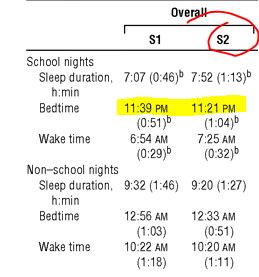 Overall
S1 S2
School nights
Sleep duration, 7:07 (0:46)b 7:52 (1:13)b
h:min
Bedtime 11:39 PM 11:21 PM
(0:51)b (1:04)b
Wake time 6:54 AM 7:25 AM
(0:29)b (0:32)b
Non–school nights
Sleep duration, 9:32 (1:46) 9:20 (1:27)
h:min
Bedtime 12:56 AM 12:33 AM
(1:03) (0:51)
Wake time 10:22 AM 10:20 AM
(1:18) (1:11)